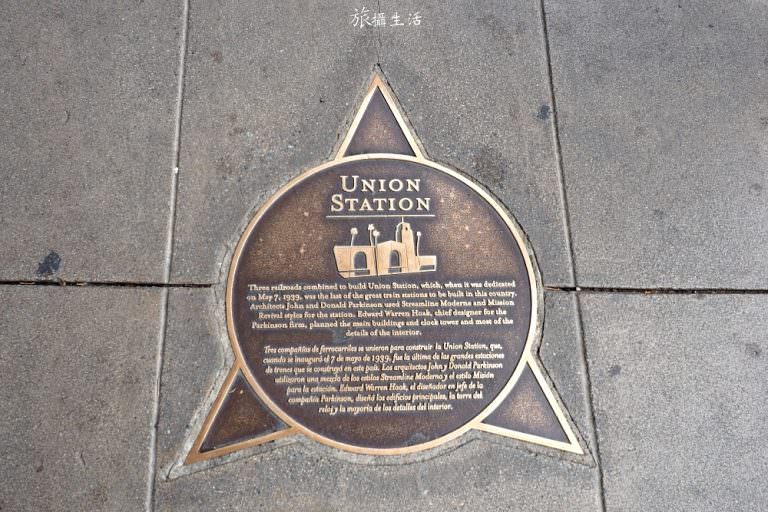 旅攝生活
UNION
STATION
Three railroads combined to build Union Station, which, when it was dedicated
on May 7, 1939, was the last of the great train stations to be built in this country.
Architects John and Donald Parkinson used Streamline Moderne and Mission
Revival styles for the station. Edward Warren Hoak, chief designer for the
Parkinson firm, planned the main buildings and clock tower and most of the
details of the interior.
Tres compañías de ferrocarriles se unieron para construir la Union Station, que,
cuando se inauguró el 7 de mayo de 1939, fue la última de las grandes estaciones
de trenes que se construyó en este país. Los arquitectos John y Donald Parkinson
utilizaron una mezcla de los estilos Streamline Moderno y el estilo Misión
para la estación. Edward Warren Hoak, el diseñador en jefe de la
compañía Parkinson, diseñó los edificios principales, la torre del
reloj y la mayoría de los detalles del interior.